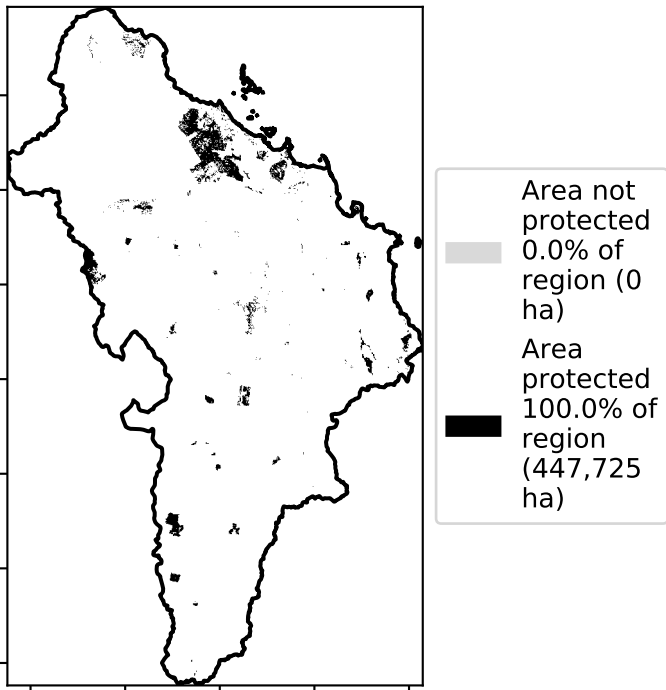 Area not
protected
0.0% of
region (0
ha)
Area
protected
100.0% of
region
(447,725
ha)